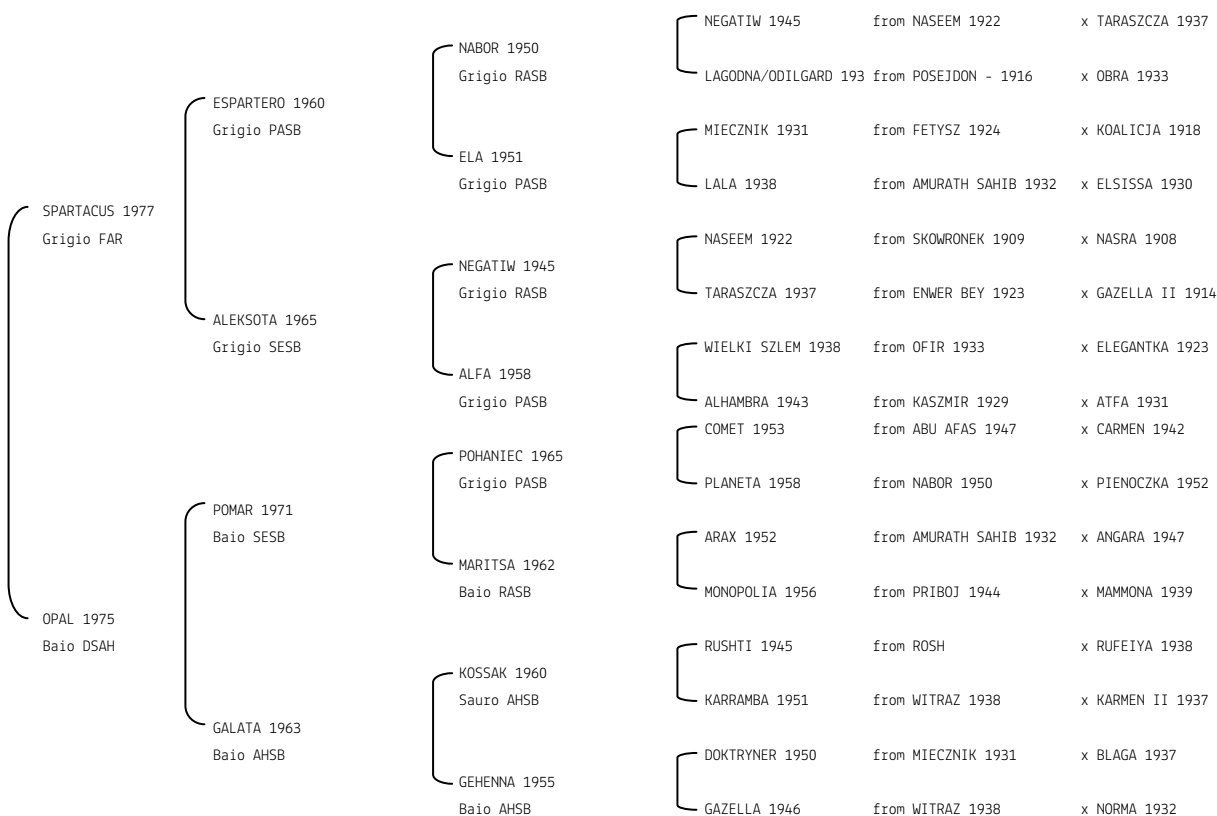 NEGATIW 1945 from NASEEM 1922 x TARASZCZA 1937
NABOR 1950
Grigio RASB
LAGODNA/ODILGARD 193 from POSEJDON - 1916 x OBRA 1933
ESPARTERO 1960
Grigio PASB
MIECZNIK 1931 from FETYSZ 1924 x KOALICJA 1918
ELA 1951
Grigio PASB
LALA 1938 from AMURATH SAHIB 1932 x ELSISSA 1930
SPARTACUS 1977
Grigio FAR
NASEEM 1922 from SKOWRONEK 1909 x NASRA 1908
NEGATIW 1945
Grigio RASB
TARASZCZA 1937 from ENWER BEY 1923 x GAZELLA II 1914
ALEKSOTA 1965
Grigio SESB
WIELKI SZLEM 1938 from OFIR 1933 x ELEGANTKA 1923
ALFA 1958
Grigio PASB
ALHAMBRA 1943 from KASZMIR 1929 x ATFA 1931
COMET 1953 from ABU AFAS 1947 x CARMEN 1942
POHANIEC 1965
Grigio PASB
PLANETA 1958 from NABOR 1950 x PIENOCZKA 1952
POMAR 1971
Baio SESB
ARAX 1952 from AMURATH SAHIB 1932 x ANGARA 1947
MARITSA 1962
Baio RASB
MONOPOLIA 1956 from PRIBOJ 1944 x MAMMONA 1939
OPAL 1975
Baio DSAH
RUSHTI 1945 from ROSH x RUFEIYA 1938
KOSSAK 1960
Sauro AHSB
KARRAMBA 1951 from WITRAZ 1938 x KARMEN II 1937
GALATA 1963
Baio AHSB
DOKTRYNER 1950 from MIECZNIK 1931 x BLAGA 1937
GEHENNA 1955
Baio AHSB
GAZELLA 1946 from WITRAZ 1938 x NORMA 1932